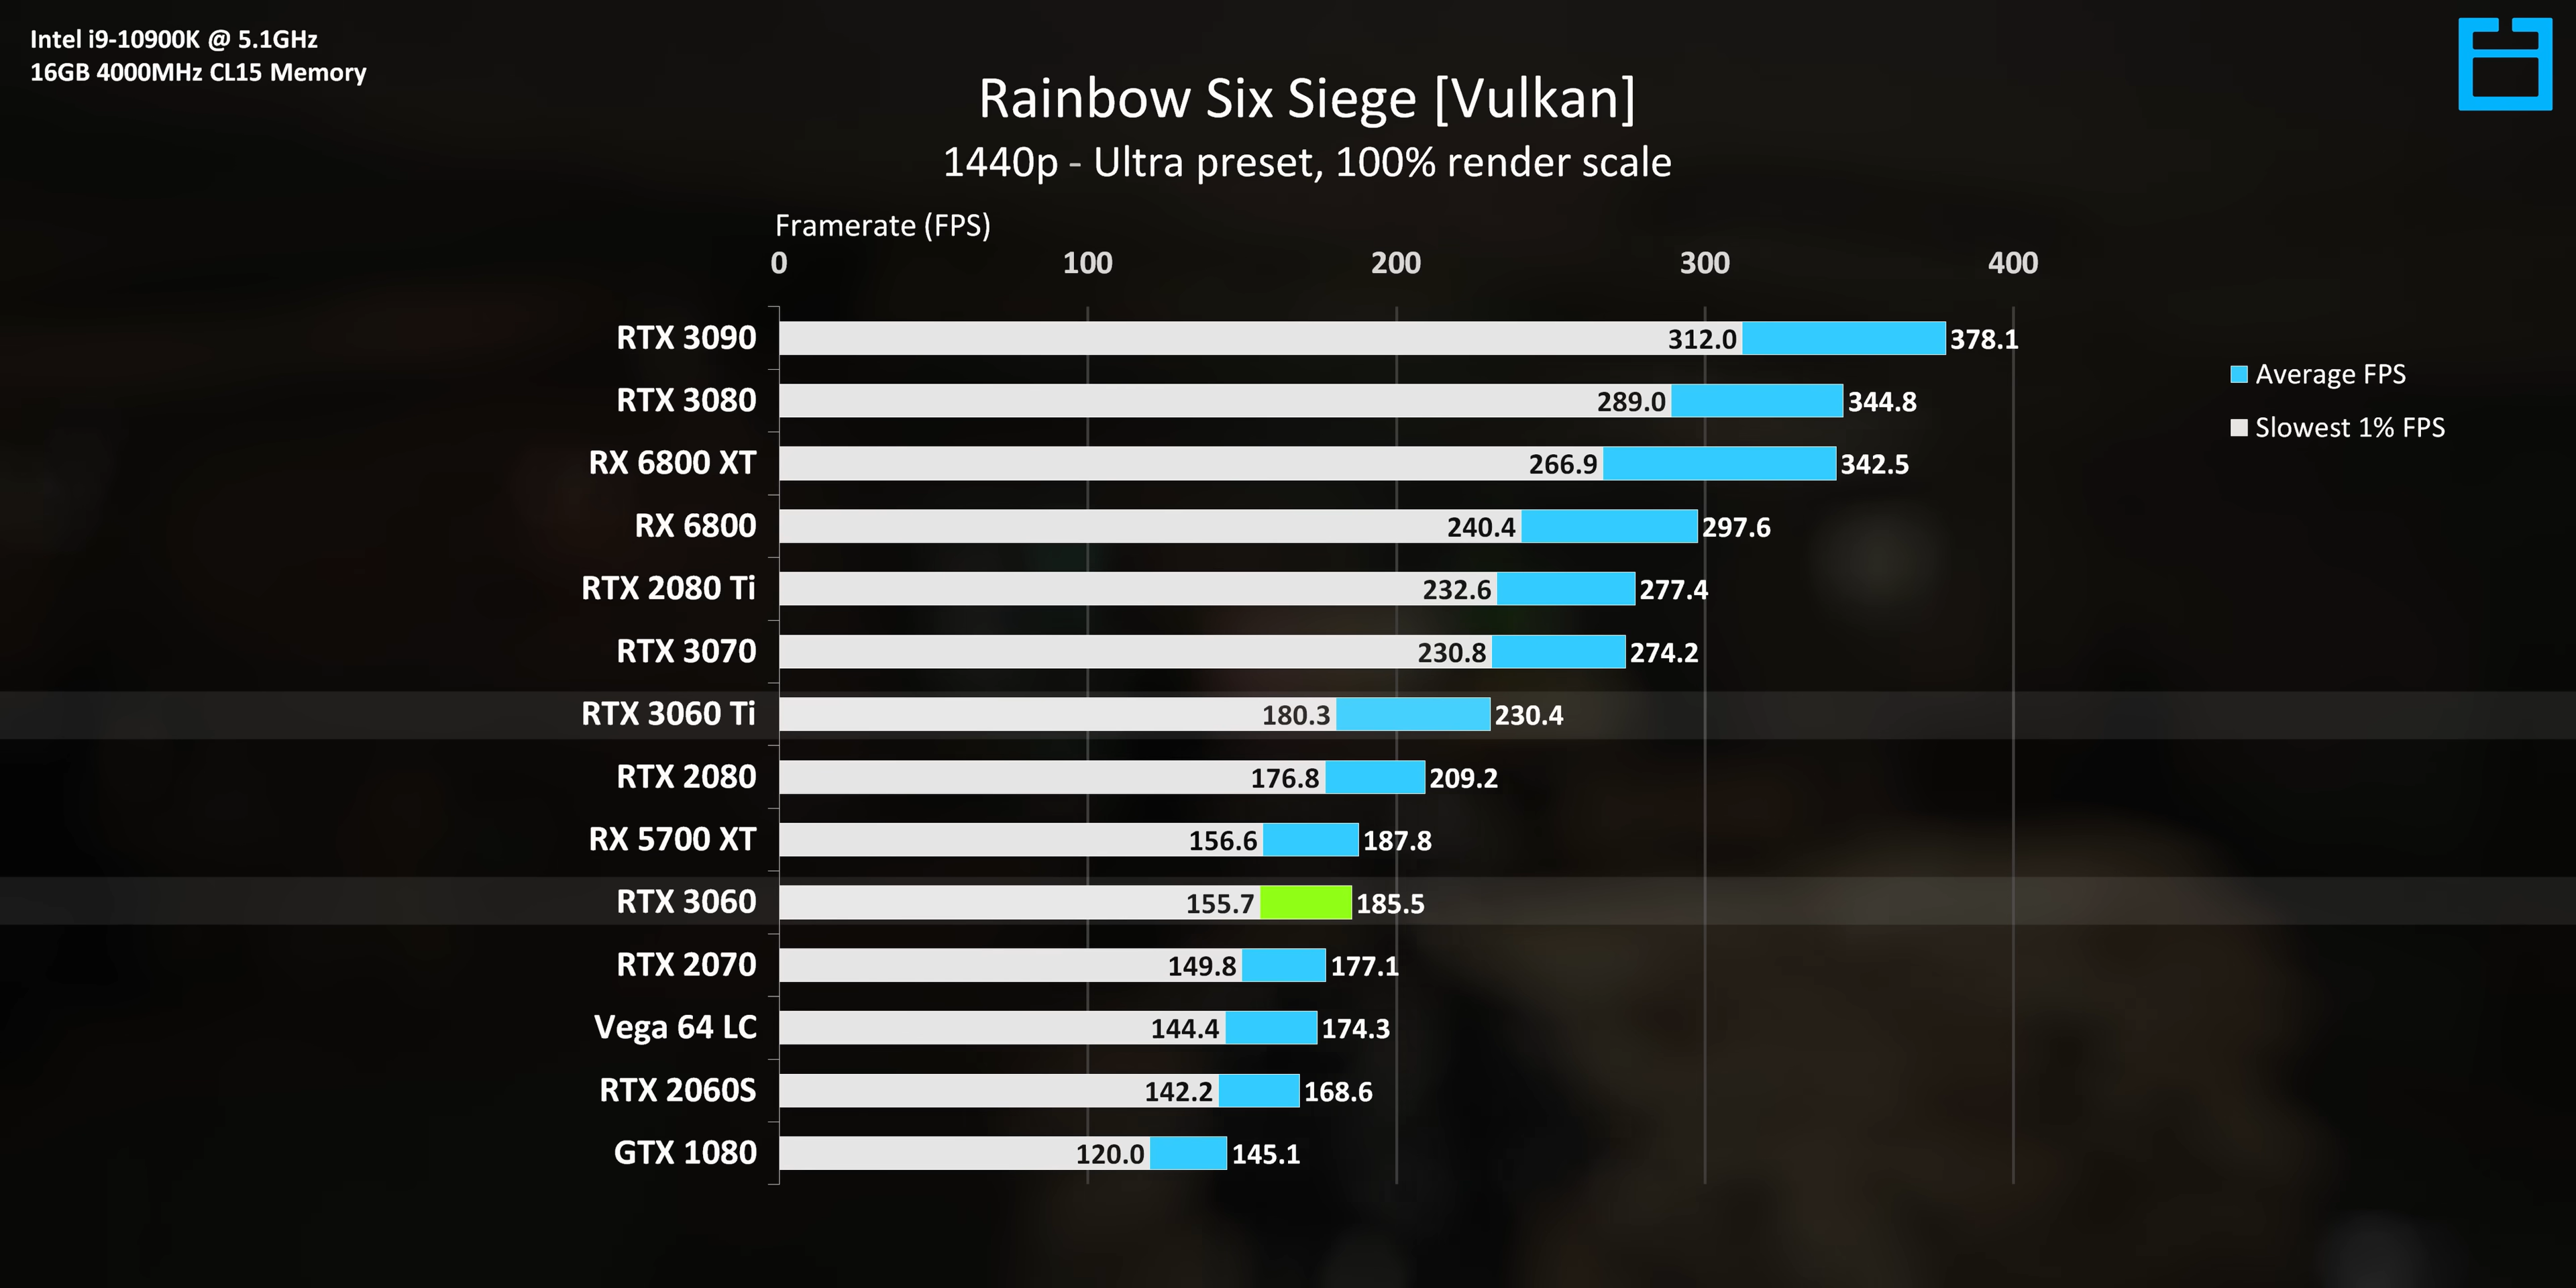 Intel i9-10900K @ 5.1GHz
16GB 4000MHz CL15 Memory
Rainbow Six Siege [Vulkan]
1440p - Ultra preset, 100% render scale
Framerate (FPS)
0 100 200 300 400
RTX 3090 312.0 378.1
RTX 3080 289.0 344.8
RX 6800 XT 266.9 342.5
RX 6800 240.4 297.6
RTX 2080 Ti 232.6 277.4
RTX 3070 230.8 274.2
RTX 3060 Ti 180.3 230.4
RTX 2080 176.8 209.2
RX 5700 XT 156.6 187.8
RTX 3060 155.7 185.5
RTX 2070 149.8 177.1
Vega 64 LC 144.4 174.3
RTX 2060S 142.2 168.6
GTX 1080 120.0 145.1
Average FPS
Slowest 1% FPS